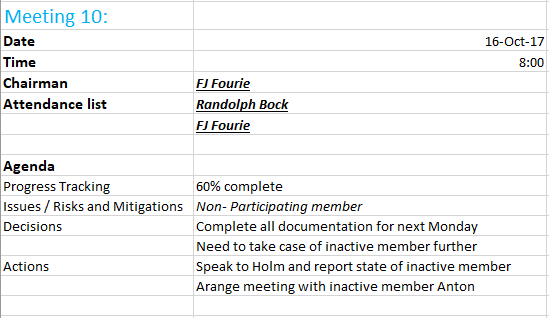 Meeting 10:
Date 16-Oct-17
Time 8:00
Chairman FJ Fourie
Attendance list Randolph Bock
FJ Fourie
Agenda
Progress Tracking 60% complete
Issues / Risks and Mitigations Non- Participating member
Decisions Complete all documentation for next Monday
Need to take case of inactive member further
Actions Speak to Holm and report state of inactive member
Arange meeting with inactive member Anton